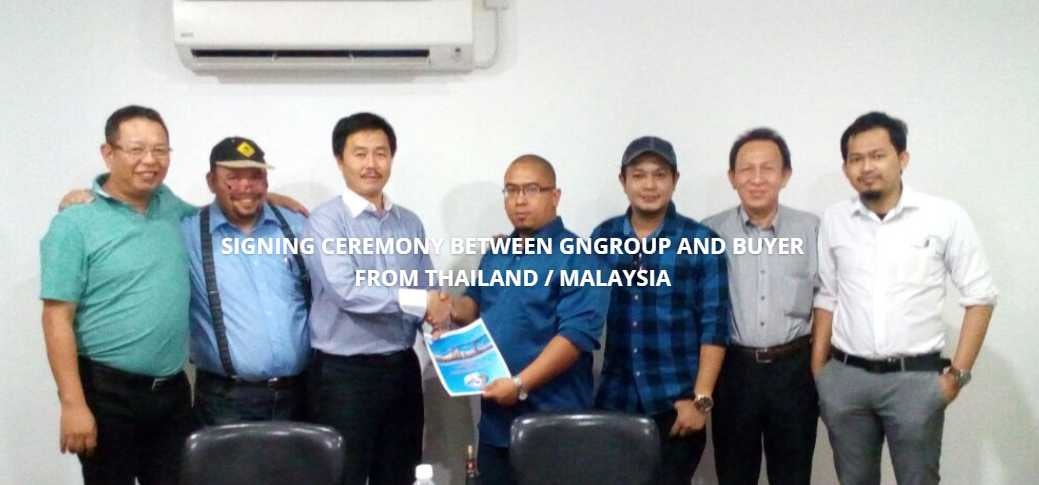 SIGNING CEREMONY BETWEEN GNGROUP AND BUYER
FROM THAILAND / MALAYSIA